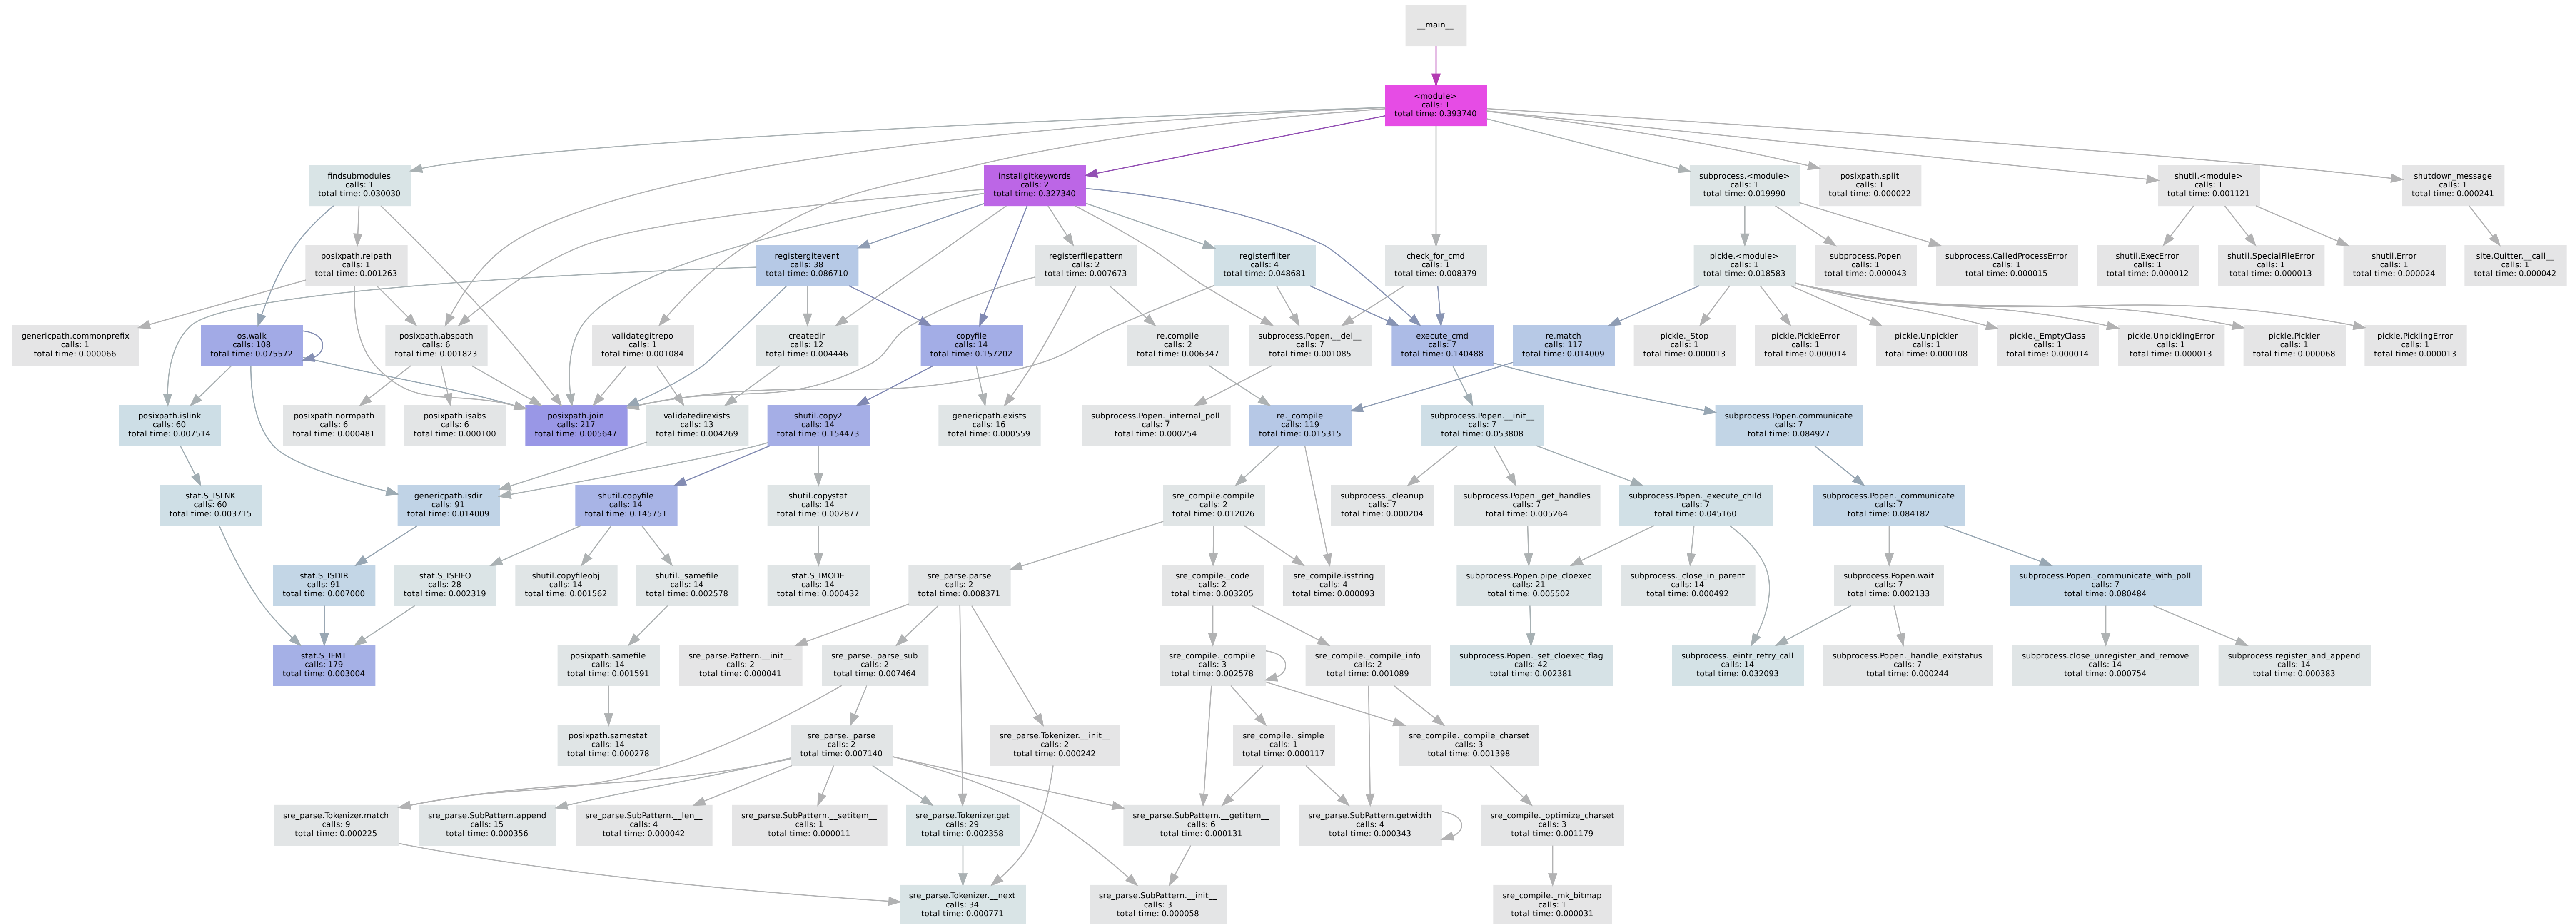 __main__
<module>
calls: 1
total time: 0.393740
findsubmodules
calls: 1
total time: 0.030030
installgitkeywords
calls: 2
total time: 0.327340
subprocess.<module>
calls: 1
total time: 0.019990
posixpath.split
calls: 1
total time: 0.000022
shutil.<module>
calls: 1
total time: 0.001121
shutdown_message
calls: 1
total time: 0.000241
posixpath.relpath
calls: 1
total time: 0.001263
registergitevent
calls: 38
total time: 0.086710
registerfilepattern
calls: 2
total time: 0.007673
registerfilter
calls: 4
total time: 0.048681
check_for_cmd
calls: 1
total time: 0.008379
pickle.<module>
calls: 1
total time: 0.018583
subprocess.Popen
calls: 1
total time: 0.000043
subprocess.CalledProcessError
calls: 1
total time: 0.000015
shutil.ExecError
calls: 1
total time: 0.000012
shutil.SpecialFileError
calls: 1
total time: 0.000013
shutil.Error
calls: 1
total time: 0.000024
site.Quitter.__call__
calls: 1
total time: 0.000042
genericpath.commonprefix
calls: 1
total time: 0.000066
os.walk
calls: 108
total time: 0.075572
posixpath.abspath
calls: 6
total time: 0.001823
validategitrepo
calls: 1
total time: 0.001084
createdir
calls: 12
total time: 0.004446
copyfile
calls: 14
total time: 0.157202
re.compile
calls: 2
total time: 0.006347
subprocess.Popen.__del__
calls: 7
total time: 0.001085
execute_cmd
calls: 7
total time: 0.140488
re.match
calls: 117
total time: 0.014009
pickle._Stop
calls: 1
total time: 0.000013
pickle.PickleError
calls: 1
total time: 0.000014
pickle.Unpickler
calls: 1
total time: 0.000108
pickle._EmptyClass
calls: 1
total time: 0.000014
pickle.UnpicklingError
calls: 1
total time: 0.000013
pickle.Pickler
calls: 1
total time: 0.000068
pickle.PicklingError
calls: 1
total time: 0.000013
posixpath.islink
calls: 60
total time: 0.007514
posixpath.normpath
calls: 6
total time: 0.000481
posixpath.isabs
calls: 6
total time: 0.000100
posixpath.join
calls: 217
total time: 0.005647
validatedirexists
calls: 13
total time: 0.004269
shutil.copy2
calls: 14
total time: 0.154473
genericpath.exists
calls: 16
total time: 0.000559
subprocess.Popen._internal_poll
calls: 7
total time: 0.000254
re._compile
calls: 119
total time: 0.015315
subprocess.Popen.__init__
calls: 7
total time: 0.053808
subprocess.Popen.communicate
calls: 7
total time: 0.084927
stat.S_ISLNK
calls: 60
total time: 0.003715
genericpath.isdir
calls: 91
total time: 0.014009
shutil.copyfile
calls: 14
total time: 0.145751
shutil.copystat
calls: 14
total time: 0.002877
sre_compile.compile
calls: 2
total time: 0.012026
subprocess._cleanup
calls: 7
total time: 0.000204
subprocess.Popen._get_handles
calls: 7
total time: 0.005264
subprocess.Popen._execute_child
calls: 7
total time: 0.045160
subprocess.Popen._communicate
calls: 7
total time: 0.084182
stat.S_ISDIR
calls: 91
total time: 0.007000
stat.S_ISFIFO
calls: 28
total time: 0.002319
shutil.copyfileobj
calls: 14
total time: 0.001562
shutil._samefile
calls: 14
total time: 0.002578
stat.S_IMODE
calls: 14
total time: 0.000432
sre_parse.parse
calls: 2
total time: 0.008371
sre_compile._code
calls: 2
total time: 0.003205
sre_compile.isstring
calls: 4
total time: 0.000093
subprocess.Popen.pipe_cloexec
calls: 21
total time: 0.005502
subprocess._close_in_parent
calls: 14
total time: 0.000492
subprocess.Popen.wait
calls: 7
total time: 0.002133
subprocess.Popen._communicate_with_poll
calls: 7
total time: 0.080484
stat.S_IFMT
calls: 179
total time: 0.003004
posixpath.samefile
calls: 14
total time: 0.001591
sre_parse.Pattern.__init__
calls: 2
total time: 0.000041
sre_parse._parse_sub
calls: 2
total time: 0.007464
sre_compile._compile
calls: 3
total time: 0.002578
sre_compile._compile_info
calls: 2
total time: 0.001089
subprocess.Popen._set_cloexec_flag
calls: 42
total time: 0.002381
subprocess._eintr_retry_call
calls: 14
total time: 0.032093
subprocess.Popen._handle_exitstatus
calls: 7
total time: 0.000244
subprocess.close_unregister_and_remove
calls: 14
total time: 0.000754
subprocess.register_and_append
calls: 14
total time: 0.000383
posixpath.samestat
calls: 14
total time: 0.000278
sre_parse._parse
calls: 2
total time: 0.007140
sre_parse.Tokenizer.__init__
calls: 2
total time: 0.000242
sre_compile._simple
calls: 1
total time: 0.000117
sre_compile._compile_charset
calls: 3
total time: 0.001398
sre_parse.Tokenizer.match
calls: 9
total time: 0.000225
sre_parse.SubPattern.append
calls: 15
total time: 0.000356
sre_parse.SubPattern.__len__
calls: 4
total time: 0.000042
sre_parse.SubPattern.__setitem__
calls: 1
total time: 0.000011
sre_parse.Tokenizer.get
calls: 29
total time: 0.002358
sre_parse.SubPattern.__getitem__
calls: 6
total time: 0.000131
sre_parse.SubPattern.getwidth
calls: 4
total time: 0.000343
sre_compile._optimize_charset
calls: 3
total time: 0.001179
sre_parse.Tokenizer.__next
calls: 34
total time: 0.000771
sre_parse.SubPattern.__init__
calls: 3
total time: 0.000058
sre_compile._mk_bitmap
calls: 1
total time: 0.000031